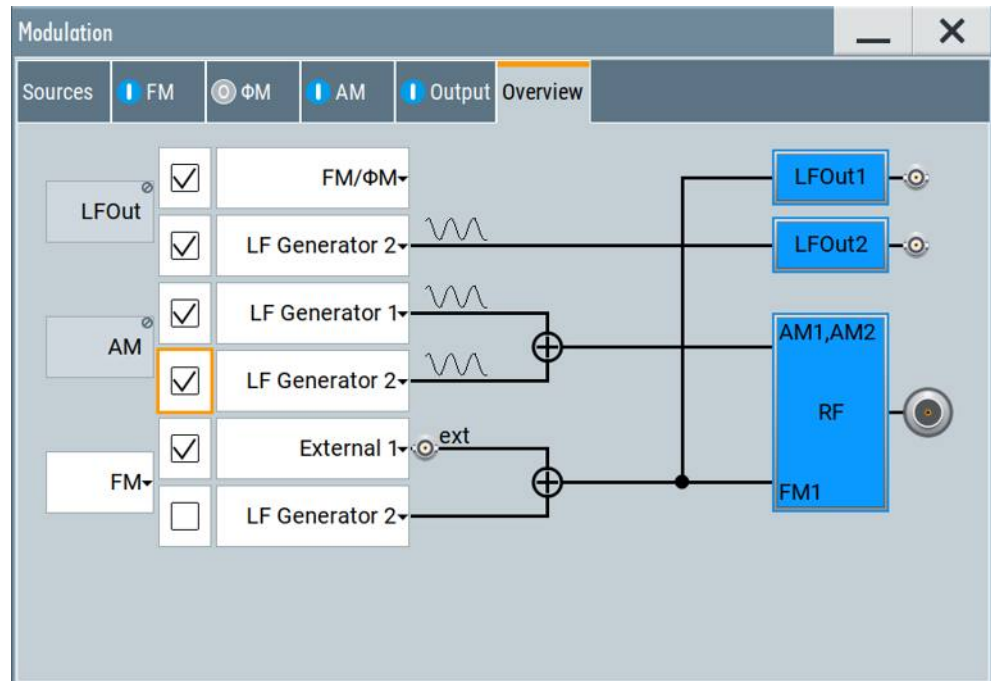 Modulation
Sources FM ΦM AM Output Overview
FM/ΦM
LFOut1
LFOut
LF Generator 2
LFOut2
LF Generator 1
AM
AM1,AM2
LF Generator 2
RF
External 1
ext
FM
FM1
LF Generator 2